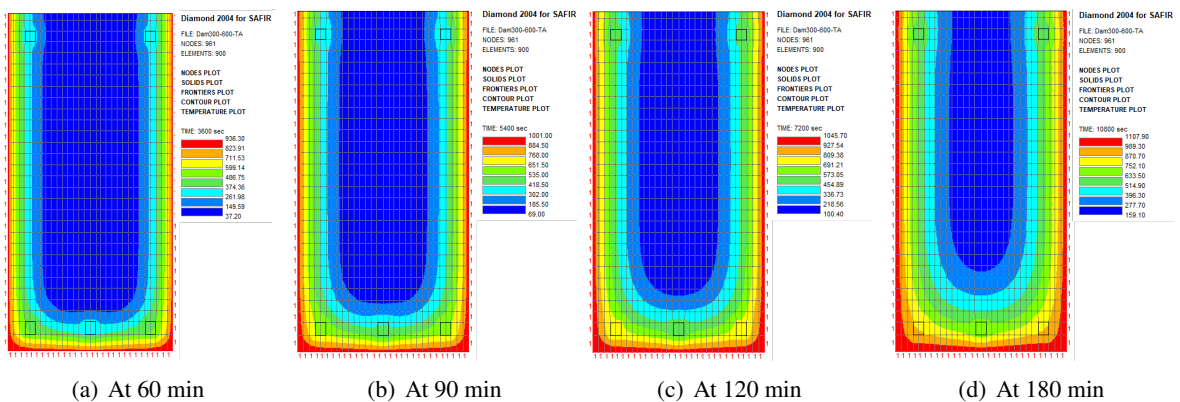 Diamond 2004 for SAFIR
FILE: Dam300-600-TA
NODES: 961
ELEMENTS: 900
NODES PLOT
SOLIDS PLOT
FRONTIERS PLOT
CONTOUR PLOT
TEMPERATURE PLOT
TIME: 3600 sec
936.30
823.91
711.53
599.14
486.75
374.36
261.98
149.59
37.20
(a) At 60 min
Diamond 2004 for SAFIR
FILE: Dam300-600-TA
NODES: 961
ELEMENTS: 900
NODES PLOT
SOLIDS PLOT
FRONTIERS PLOT
CONTOUR PLOT
TEMPERATURE PLOT
TIME: 5400 sec
1001.00
884.50
768.00
651.50
535.00
418.50
302.00
185.50
69.00
(b) At 90 min
Diamond 2004 for SAFIR
FILE: Dam300-600-TA
NODES: 961
ELEMENTS: 900
NODES PLOT
SOLIDS PLOT
FRONTIERS PLOT
CONTOUR PLOT
TEMPERATURE PLOT
TIME: 7200 sec
1045.70
927.54
809.38
691.21
573.05
454.89
336.73
218.56
100.40
(c) At 120 min
Diamond 2004 for SAFIR
FILE: Dam300-600-TA
NODES: 961
ELEMENTS: 900
NODES PLOT
SOLIDS PLOT
FRONTIERS PLOT
CONTOUR PLOT
TEMPERATURE PLOT
TIME: 10800 sec
1107.90
989.30
870.70
752.10
633.50
514.90
396.30
277.70
159.10
(d) At 180 min